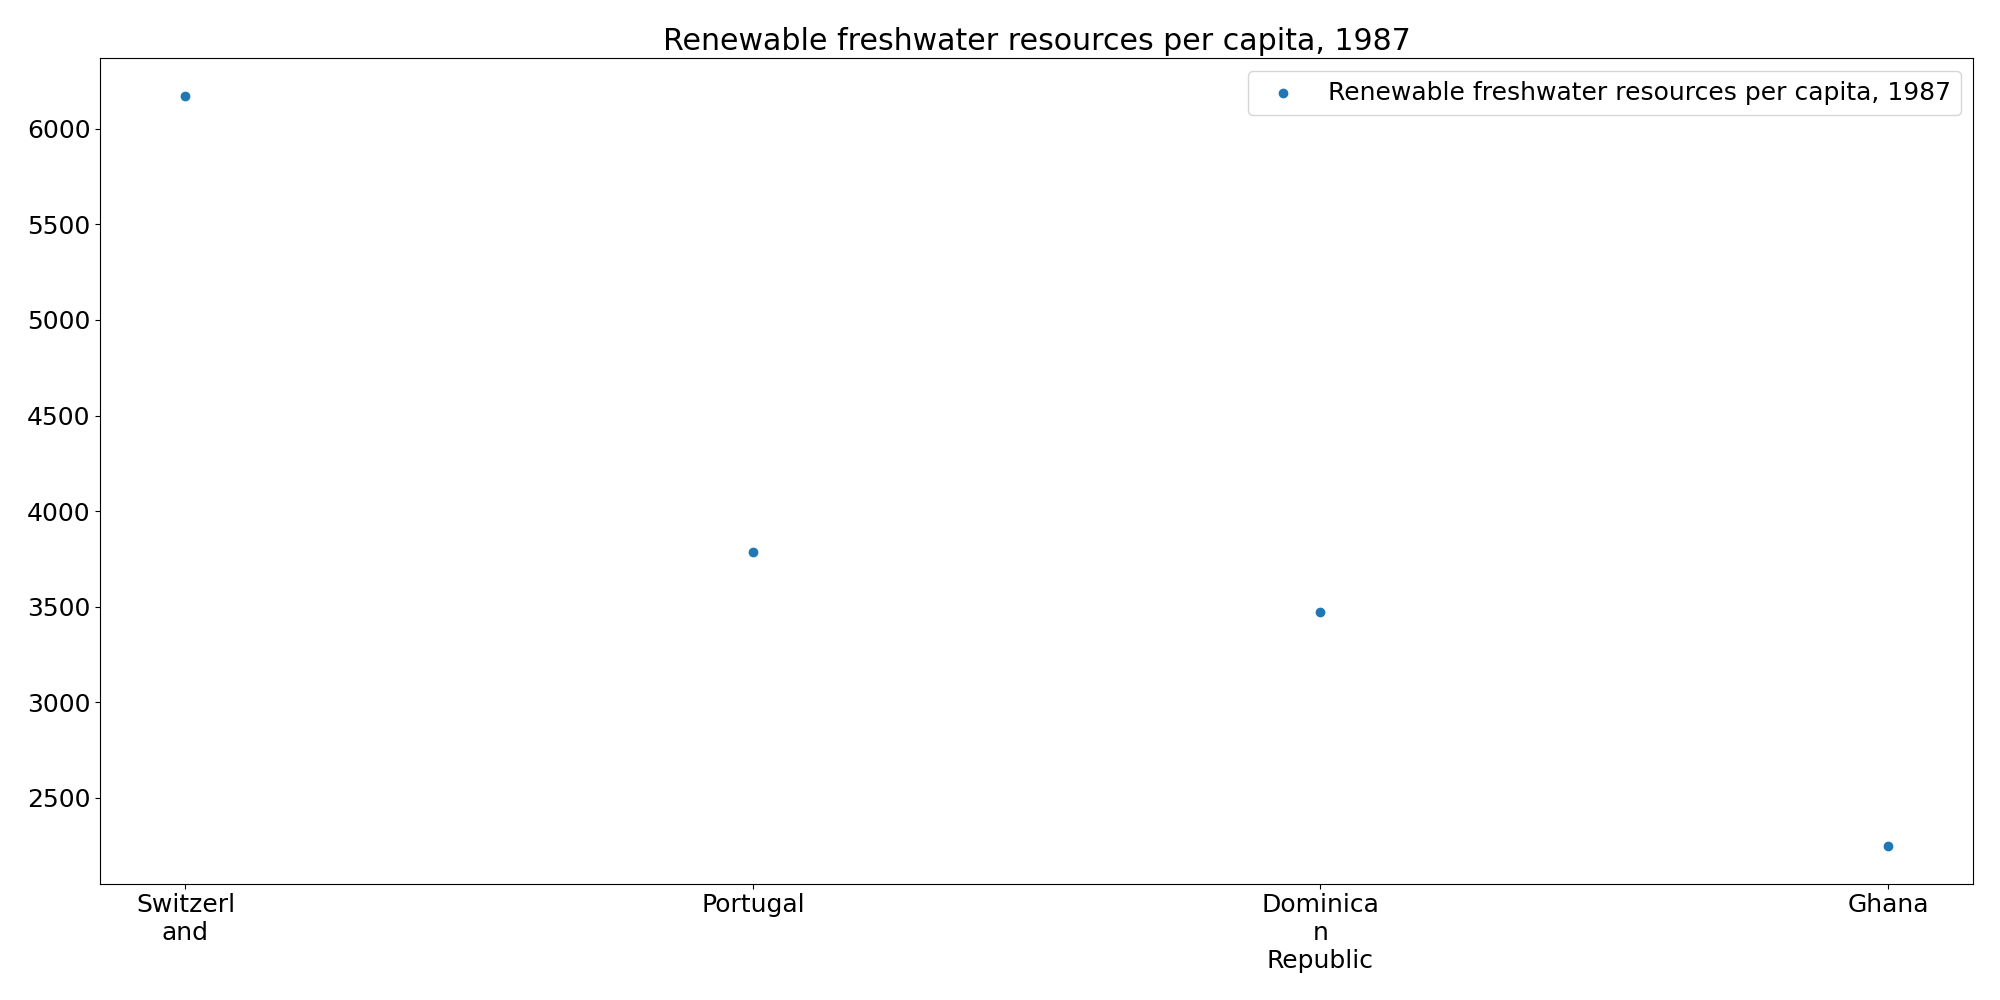 Renewable freshwater resources per capita, 1987
Renewable freshwater resources per capita, 1987
6000
5500
5000
4500
4000
3500
3000
2500
Switzerl
and
Portugal
Dominica
n
Republic
Ghana